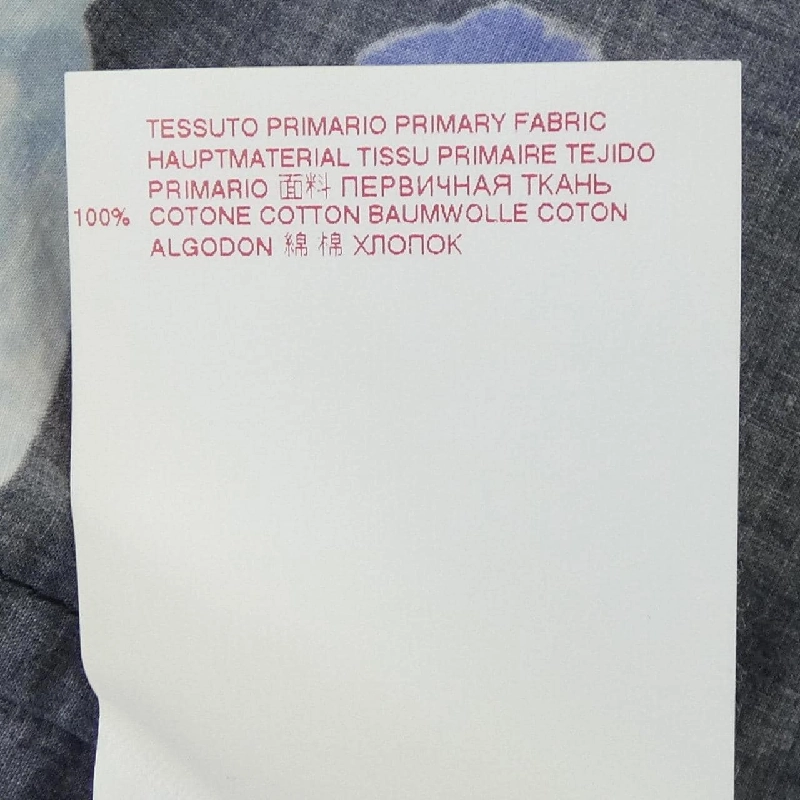 TESSUTO PRIMARIO PRIMARY FABRIC
HAUPTMATERIAL TISSU PRIMAIRE TEJIDO
PRIMARIO 面料 ПЕРВИЧНАЯ ТКАНЬ
100% COTONE COTTON BAUMWOLLE COTON
ALGODON 綿 棉 ХЛОПОК